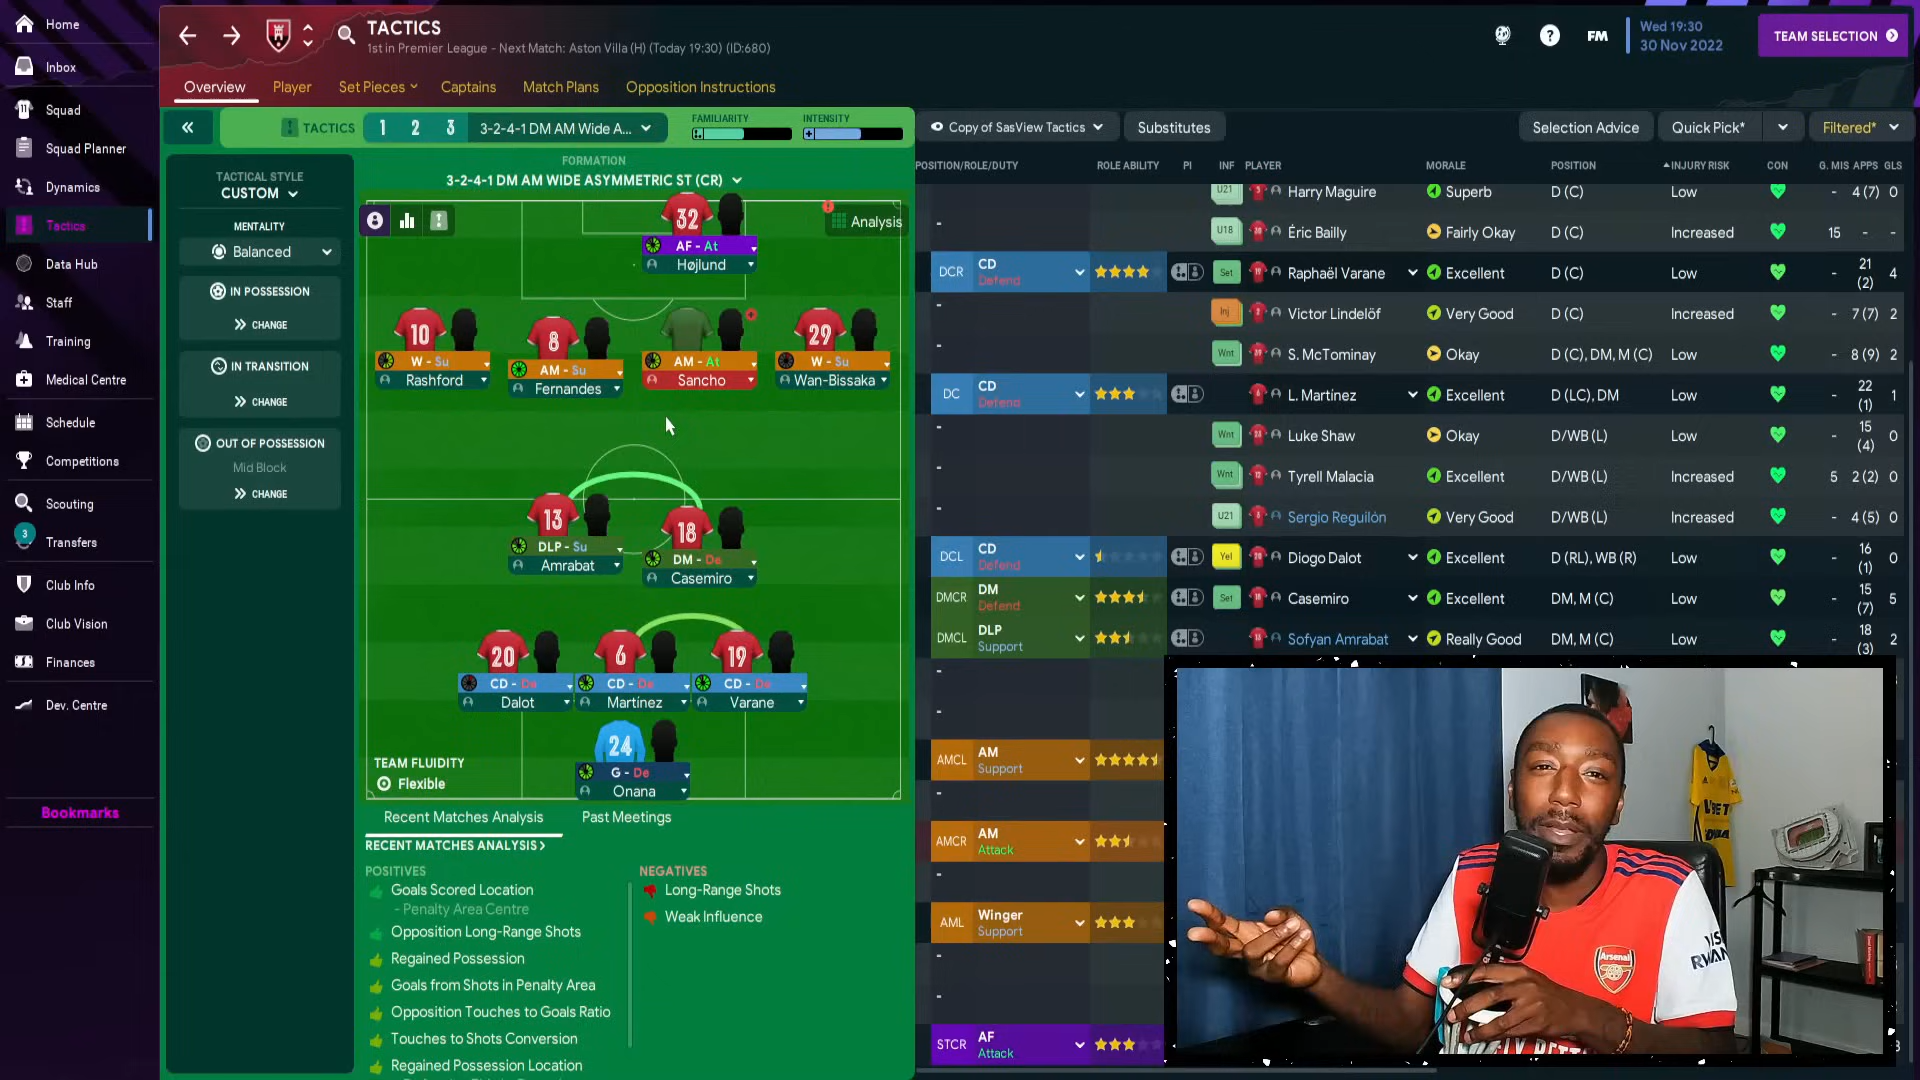 Home
Inbox
Squad
Squad Planner
Dynamics
Tactics
Data Hub
Staff
Training
Medical Centre
Schedule
Competitions
Scouting
3
Transfers
Club Info
Club Vision
Finances
Dev. Centre
Bookmarks
TACTICS
1st in Premier League - Next Match: Aston Villa (H) (Today 19:30) (ID:680)
FM
Wed 19:30
30 Nov 2022
TEAM SELECTION
Overview Player Set Pieces Captains Match Plans Opposition Instructions
TACTICS 1 2 3 3-2-4-1 DM AM Wide A... FAMILIARITY INTENSITY
TACTICAL STYLE
CUSTOM
MENTALITY
Balanced
IN POSSESSION
CHANGE
IN TRANSITION
CHANGE
OUT OF POSSESSION
Mid Block
CHANGE
FORMATION
3-2-4-1 DM AM WIDE ASYMMETRIC ST (CR)
Analysis
32
AF - At
Højlund
10 8 29
W - Su AM - Su AM - At W - Su
Rashford Fernandes Sancho Wan-Bissaka
13 18
DLP - Su DM - De
Amrabat Casemiro
20 6 19
CD - De CD - De CD - De
Dalot Martinez Varane
24
G - De
Onana
TEAM FLUIDITY
Flexible
Recent Matches Analysis Past Meetings
RECENT MATCHES ANALYSIS>
POSITIVES
Goals Scored Location
- Penalty Area Centre
Opposition Long-Range Shots
Regained Possession
Goals from Shots in Penalty Area
Opposition Touches to Goals Ratio
Touches to Shots Conversion
Regained Possession Location
NEGATIVES
Long-Range Shots
Weak Influence
Copy of SasView Tactics Substitutes Selection Advice Quick Pick* Filtered*
POSITION/ROLE/DUTY ROLE ABILITY PI INF PLAYER MORALE POSITION INJURY RISK CON G. MIS APPS GLS
U21 Harry Maguire Superb D (C) Low - 4 (7) 0
- U18 Éric Bailly Fairly Okay D (C) Increased 15 - -
DCR CD Defend Set Raphaël Varane Excellent D (C) Low - 21 (2) 4
- Inj Victor Lindelöf Very Good D (C) Low - 7 (7) 2
- Wnt S. McTominay Okay D (C), DM, M (C) Low - 8 (9) 2
DC CD Defend L. Martínez Excellent D (LC), DM Low - 22 (1) 1
- Wnt Luke Shaw Okay D/WB (L) Low - 15 (4) 0
- Wnt Tyrell Malacia Excellent D/WB (L) Increased 5 2 (2) 0
- U21 Sergio Reguilón Very Good D/WB (L) Increased - 4 (5) 0
DCL CD Defend Yel Diogo Dalot Excellent D (RL), WB (R) Low - 16 (1) 0
DMCR DM Defend Set Casemiro Excellent DM, M (C) Low - 15 (7) 5
DMCL DLP Support Sofyan Amrabat Really Good DM, M (C) Low - 18 (3) 2
-
-
AMCL AM Support
-
AMCR AM Attack
-
AML Winger Support
-
-
STCR AF Attack
Arsenal